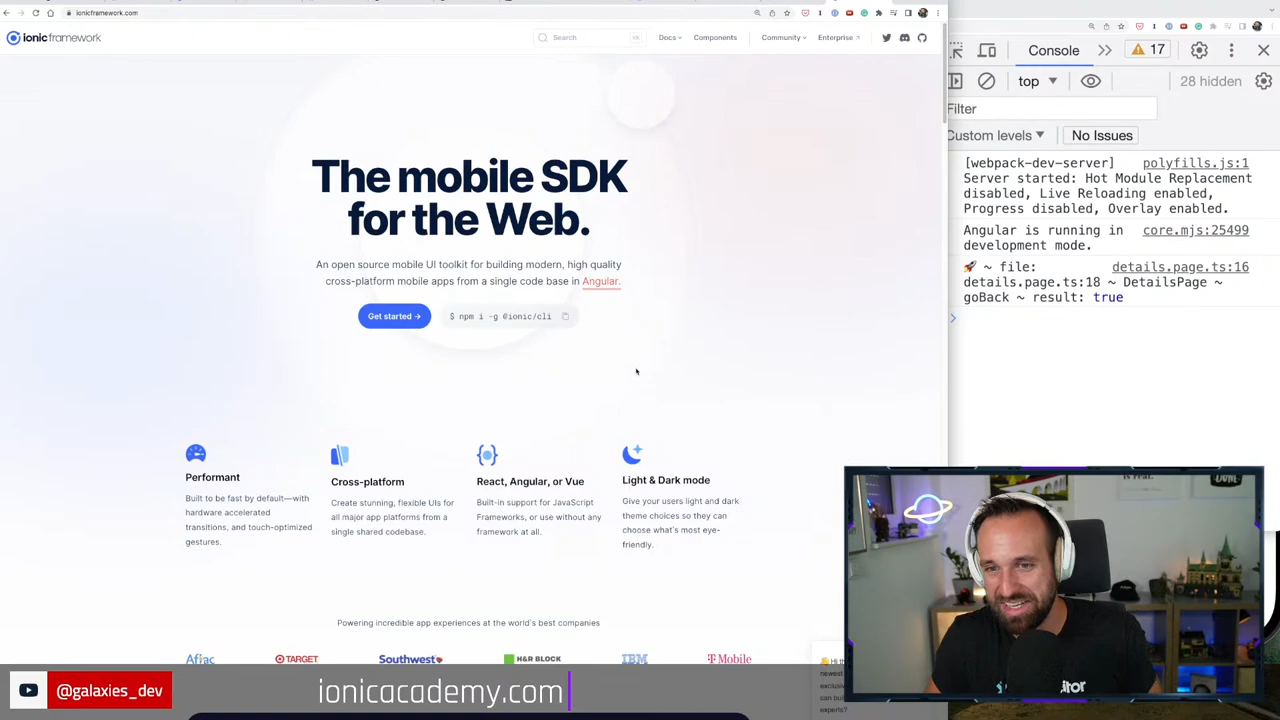 ionicframework.com
ionicframework
Search
Docs
Components
Community
Enterprise
The mobile SDK
for the Web.
An open source mobile UI toolkit for building modern, high quality
cross-platform mobile apps from a single code base in Angular.
Get started →
$ npm i -g @ionic/cli
Performant
Built to be fast by default—with
hardware accelerated
transitions, and touch-optimized
gestures.
Cross-platform
Create stunning, flexible UIs for
all major app platforms from a
single shared codebase.
React, Angular, or Vue
Built-in support for JavaScript
Frameworks, or use without any
framework at all.
Light & Dark mode
Give your users light and dark
theme choices so they can
choose what's most eye-
friendly.
Powering incredible app experiences at the world's best companies
Aflac
TARGET
Southwest
H&R BLOCK
IBM
T Mobile
Console
17
top
28 hidden
Filter
Custom levels
No Issues
[webpack-dev-server] polyfills.js:1
Server started: Hot Module Replacement
disabled, Live Reloading enabled,
Progress disabled, Overlay enabled.
Angular is running in core.mjs:25499
development mode.
🚀 ~ file: details.page.ts:16
details.page.ts:18 ~ DetailsPage ~
goBack ~ result: true
@galaxies_dev
ionicacademy.com